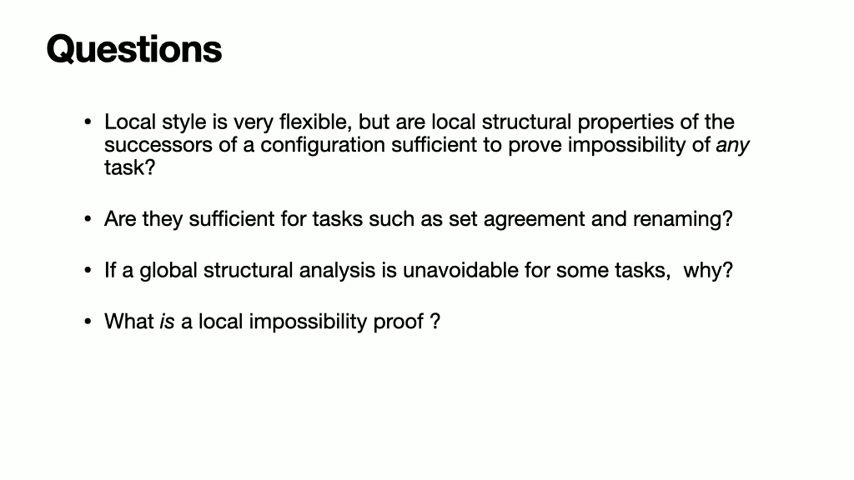 Questions
• Local style is very flexible, but are local structural properties of the
successors of a configuration sufficient to prove impossibility of any
task?
• Are they sufficient for tasks such as set agreement and renaming?
• If a global structural analysis is unavoidable for some tasks,  why?
• What is a local impossibility proof ?